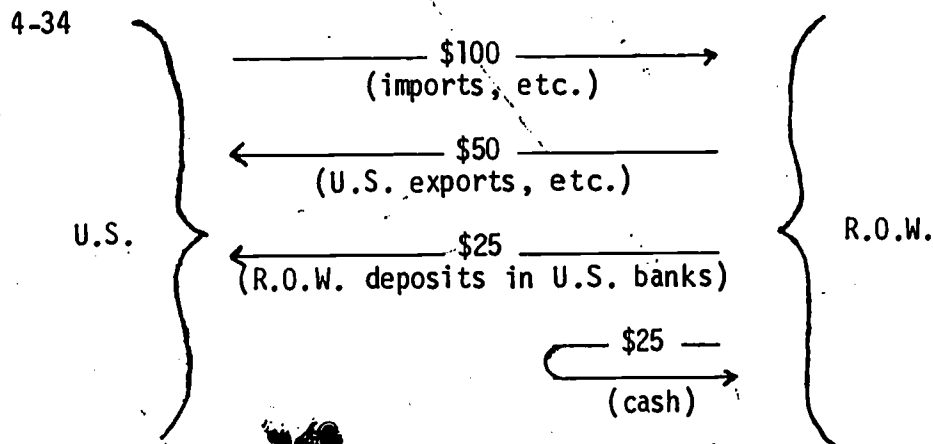 4-34
$100
(imports, etc.)
$50
(U.S. exports, etc.)
U.S.
R.O.W.
$25
(R.O.W. deposits in U.S. banks)
$25
(cash)